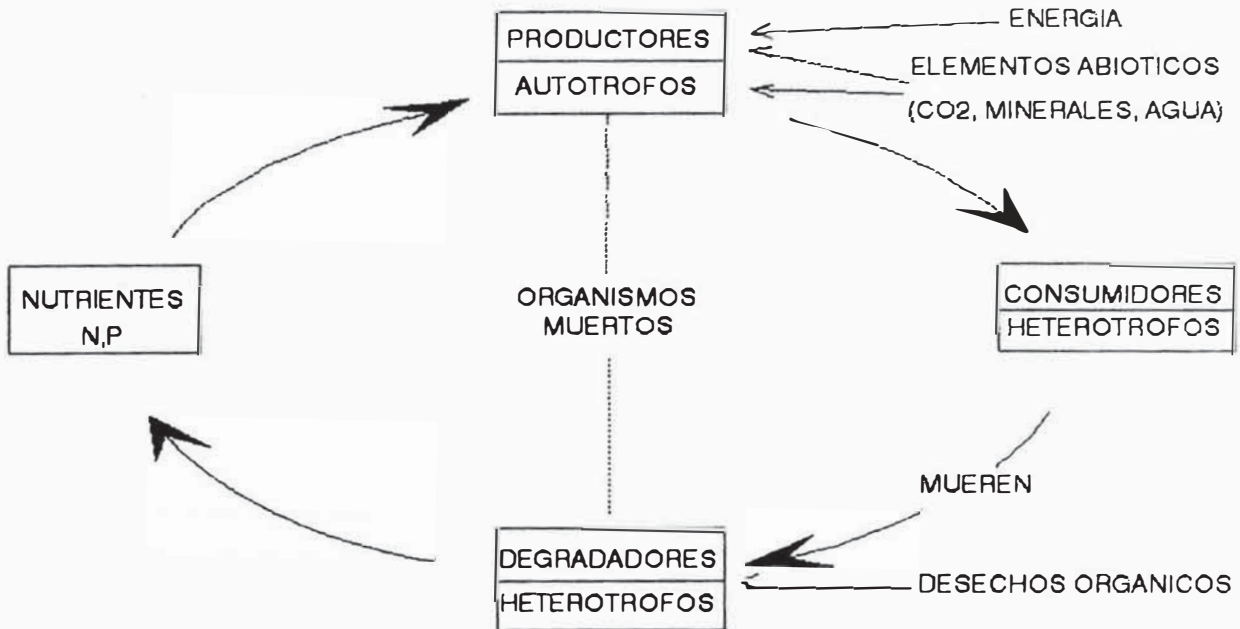 PRODUCTORES
AUTOTROFOS
ENERGIA
ELEMENTOS ABIOTICOS
(CO2, MINERALES, AGUA)
NUTRIENTES
N,P
ORGANISMOS
MUERTOS
CONSUMIDORES
HETEROTROFOS
MUEREN
DEGRADADORES
HETEROTROFOS
DESECHOS ORGANICOS